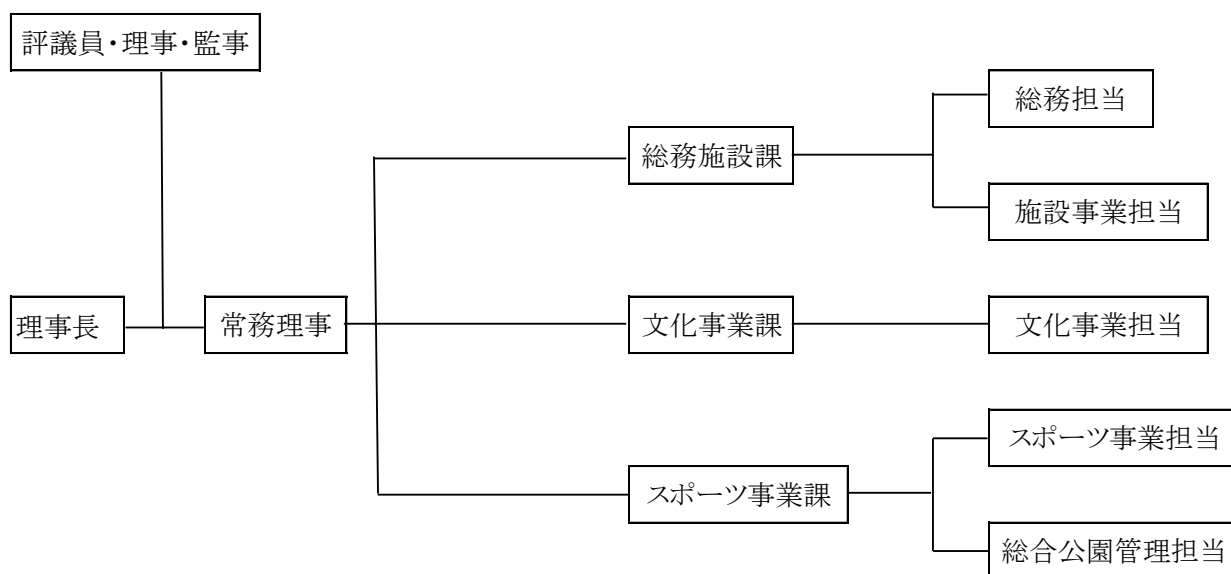 評議員・理事・監事
理事長
常務理事
総務施設課
総務担当
施設事業担当
文化事業課
文化事業担当
スポーツ事業課
スポーツ事業担当
総合公園管理担当